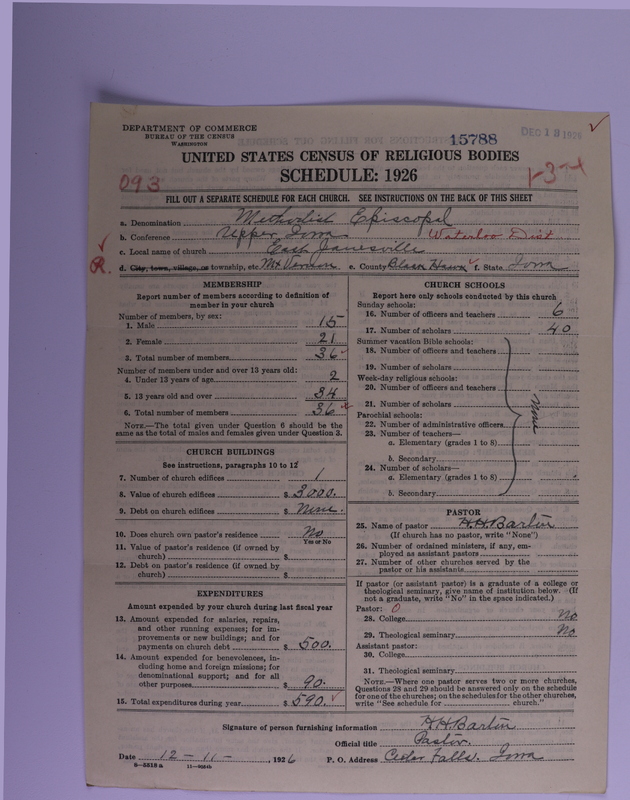 DEPARTMENT OF COMMERCE
BUREAU OF THE CENSUS
WASHINGTON
15788
DEC 13 1926
UNITED STATES CENSUS OF RELIGIOUS BODIES
SCHEDULE: 1926
093
1-3
FILL OUT A SEPARATE SCHEDULE FOR EACH CHURCH. SEE INSTRUCTIONS ON THE BACK OF THIS SHEET
a. Denomination Methodist Episcopal
b. Conference Upper Iowa Waterloo Dist
c. Local name of church East Janesville
R. d. City, town, village, or township, etc. Mt Vernon e. County Black Hawk f. State Iowa
MEMBERSHIP
Report number of members according to definition of
member in your church
Number of members, by sex:
1. Male 15
2. Female 21
3. Total number of members 36
Number of members under and over 13 years old:
4. Under 13 years of age 2
5. 13 years old and over 34
6. Total number of members 36
NOTE.—The total given under Question 6 should be the
same as the total of males and females given under Question 3.
CHURCH BUILDINGS
See instructions, paragraphs 10 to 12
7. Number of church edifices 1
8. Value of church edifices $ 3000.
9. Debt on church edifices $ None.
10. Does church own pastor's residence? No
Yes or No
11. Value of pastor's residence (if owned by
church) $
12. Debt on pastor's residence (if owned by
church) $
EXPENDITURES
Amount expended by your church during last fiscal year
13. Amount expended for salaries, repairs,
and other running expenses; for im-
provements or new buildings; and for
payments on church debt $ 500.
14. Amount expended for benevolences, in-
cluding home and foreign missions; for
denominational support; and for all
other purposes $ 90.
15. Total expenditures during year $ 590.
CHURCH SCHOOLS
Report here only schools conducted by this church
Sunday schools:
16. Number of officers and teachers 6
17. Number of scholars 40
Summer vacation Bible schools:
18. Number of officers and teachers
19. Number of scholars
Week-day religious schools:
20. Number of officers and teachers
21. Number of scholars
None
Parochial schools:
22. Number of administrative officers
23. Number of teachers—
a. Elementary (grades 1 to 8)
b. Secondary
24. Number of scholars—
a. Elementary (grades 1 to 8)
b. Secondary
PASTOR
25. Name of pastor H.H. Barton
(If church has no pastor, write "None")
26. Number of ordained ministers, if any, em-
ployed as assistant pastors
27. Number of other churches served by the
pastor or his assistants
If pastor (or assistant pastor) is a graduate of a college or
theological seminary, give name of institution below. (If
not a graduate, write "No" in the space indicated.)
Pastor: 0
28. College No
29. Theological seminary No
Assistant pastor:
30. College
31. Theological seminary
NOTE.—Where one pastor serves two or more churches,
Questions 28 and 29 should be answered only on the schedule
for one of the churches; on the schedules for the other churches,
write "See schedule for church."
Signature of person furnishing information H.H. Barton
Official title Pastor.
Date 12 - 11 - , 1926 P. O. Address Cedar Falls. Iowa
8—5518a 11—9064b